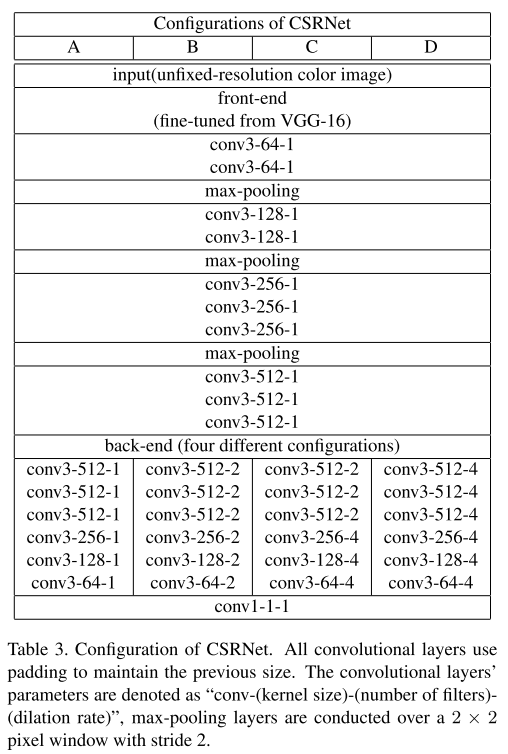 Configurations of CSRNet
A B C D
input(unfixed-resolution color image)
front-end
(fine-tuned from VGG-16)
conv3-64-1
conv3-64-1
max-pooling
conv3-128-1
conv3-128-1
max-pooling
conv3-256-1
conv3-256-1
conv3-256-1
max-pooling
conv3-512-1
conv3-512-1
conv3-512-1
back-end (four different configurations)
conv3-512-1 conv3-512-2 conv3-512-2 conv3-512-4
conv3-512-1 conv3-512-2 conv3-512-2 conv3-512-4
conv3-512-1 conv3-512-2 conv3-512-2 conv3-512-4
conv3-256-1 conv3-256-2 conv3-256-4 conv3-256-4
conv3-128-1 conv3-128-2 conv3-128-4 conv3-128-4
conv3-64-1 conv3-64-2 conv3-64-4 conv3-64-4
conv1-1-1
Table 3. Configuration of CSRNet. All convolutional layers use
padding to maintain the previous size. The convolutional layers’
parameters are denoted as “conv-(kernel size)-(number of filters)-
(dilation rate)”, max-pooling layers are conducted over a 2 × 2
pixel window with stride 2.